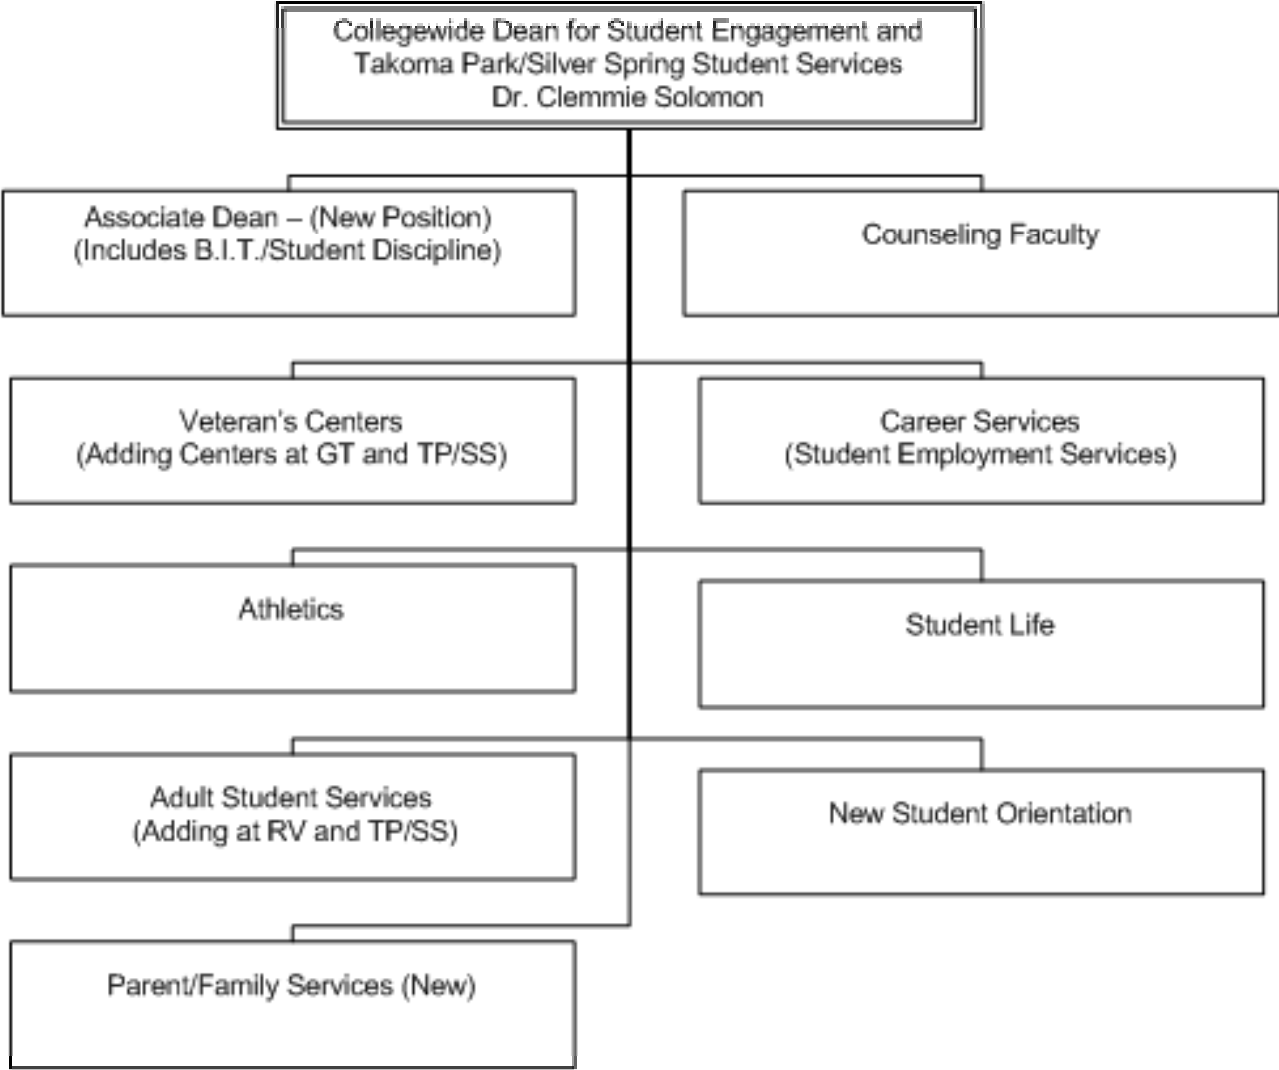 Collegewide Dean for Student Engagement and
Takoma Park/Silver Spring Student Services
Dr. Clemmie Solomon
Associate Dean – (New Position)
(Includes B.I.T./Student Discipline)
Counseling Faculty
Veteran's Centers
(Adding Centers at GT and TP/SS)
Career Services
(Student Employment Services)
Athletics
Student Life
Adult Student Services
(Adding at RV and TP/SS)
New Student Orientation
Parent/Family Services (New)